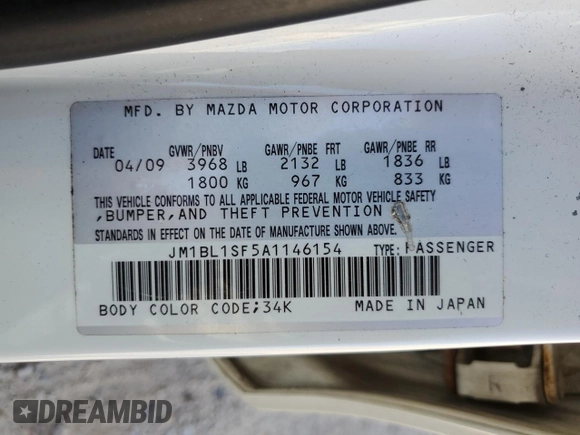 MFD. BY MAZDA MOTOR CORPORATION
DATE GVWR/PNBV GAWR/PNBE FRT GAWR/PNBE RR
04/09 3968 LB 2132 LB 1836 LB
1800 KG 967 KG 833 KG
THIS VEHICLE CONFORMS TO ALL APPLICABLE FEDERAL MOTOR VEHICLE SAFETY
,BUMPER,AND THEFT PREVENTION
STANDARDS IN EFFECT ON THE DATE OF MANUFACTURE SHOWN ABOVE.
JM1BL1SF5A1146154 TYPE: PASSENGER
BODY COLOR CODE;34K MADE IN JAPAN
DREAMBID